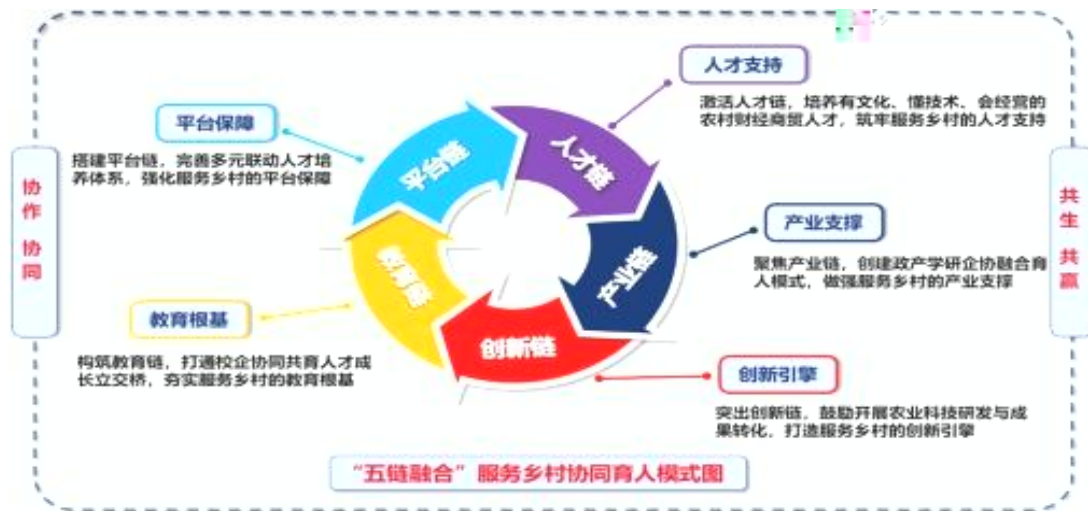 人才支持
激活人才链，培养有文化、懂技术、会经营的
农村财经商贸人才，筑牢服务乡村的人才支持
平台保障
搭建平台链，完善多元联动人才培
养体系，强化服务乡村的平台保障
平台链
人才链
协作 协同
共生 共赢
产业支撑
聚焦产业链，创建政产学研企协融合育
人模式，做强服务乡村的产业支撑
产业链
教育链
创新链
教育根基
构筑教育链，打通校企协同共育人才成
长立交桥，夯实服务乡村的教育根基
创新引擎
突出创新链，鼓励开展农业科技研发与成
果转化，打造服务乡村的创新引擎
“五链融合”服务乡村协同育人模式图